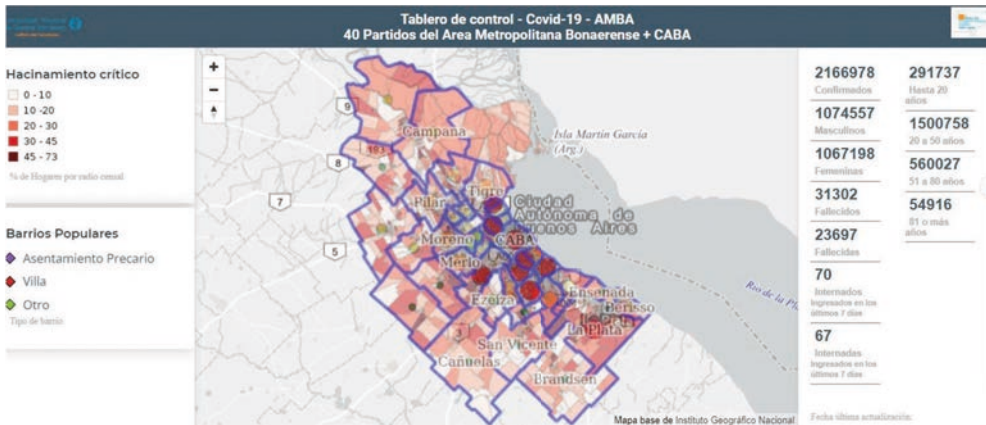 Tablero de control - Covid-19 - AMBA
40 Partidos del Area Metropolitana Bonaerense + CABA
Hacinamiento crítico
0 - 10
10 -20
20 - 30
30 - 45
45 - 73
% de Hogares por radio censal
Barrios Populares
Asentamiento Precario
Villa
Otro
Tipo de barrio
+
−
9
8
7
5
193
3
Campana
Isla Martín García
(Arg.)
Tigre
Pilar
Ciudad
Autónoma de
Buenos Aires
Moreno
CABA
Merlo
Ezeiza
Ensenada
Berisso
La Plata
San Vicente
Cañuelas
Brandsen
Río de la Pla
Mapa base de Instituto Geográfico Nacional
2166978
Confirmados
1074557
Masculinos
1067198
Femeninas
31302
Fallecidos
23697
Fallecidas
70
Internados
Ingresados en los
últimos 7 días
67
Internadas
Ingresados en los
últimos 7 días
291737
Hasta 20
años
1500758
20 a 50 años
560027
51 a 80 años
54916
81 o más
años
Fecha última actualización: